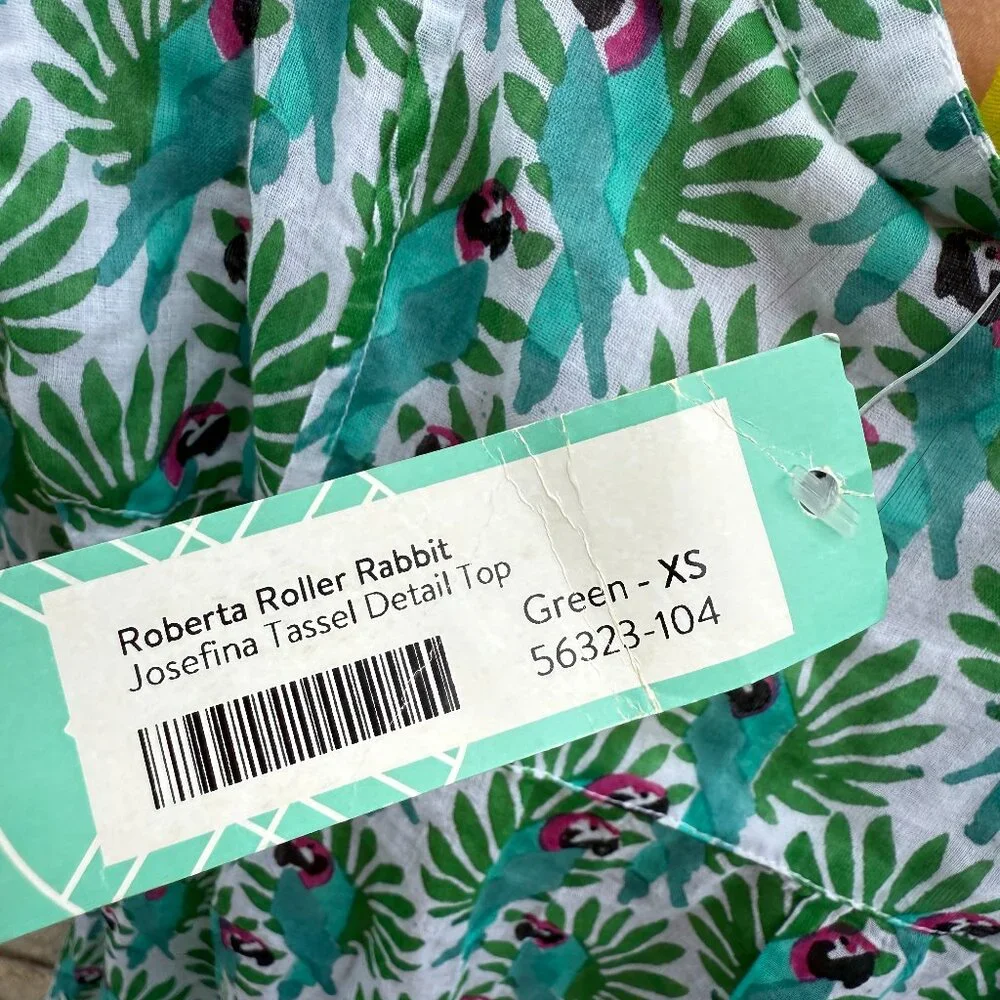 Roberta Roller Rabbit
Josefina Tassel Detail Top
Green - XS
56323-104